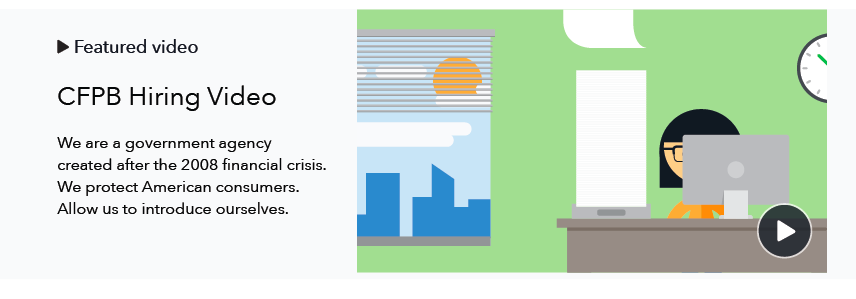 Featured video
CFPB Hiring Video
We are a government agency
created after the 2008 financial crisis.
We protect American consumers.
Allow us to introduce ourselves.